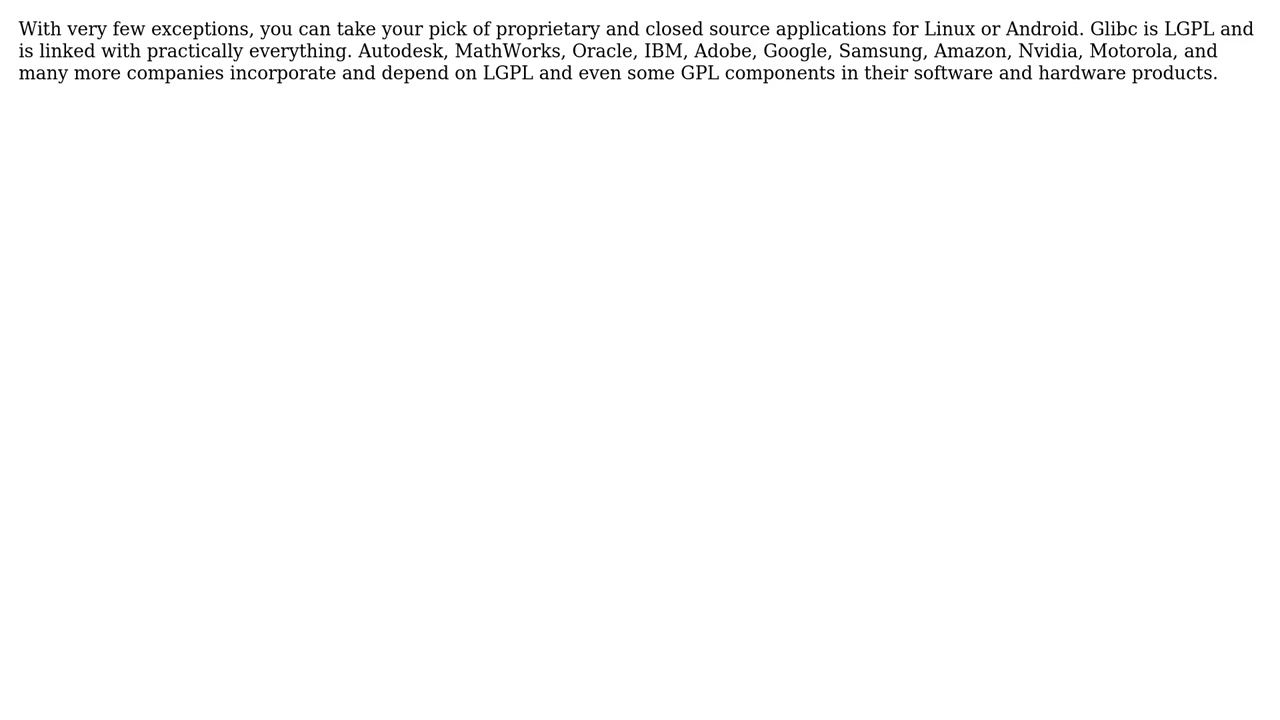 With very few exceptions, you can take your pick of proprietary and closed source applications for Linux or Android. Glibc is LGPL and
is linked with practically everything. Autodesk, MathWorks, Oracle, IBM, Adobe, Google, Samsung, Amazon, Nvidia, Motorola, and
many more companies incorporate and depend on LGPL and even some GPL components in their software and hardware products.